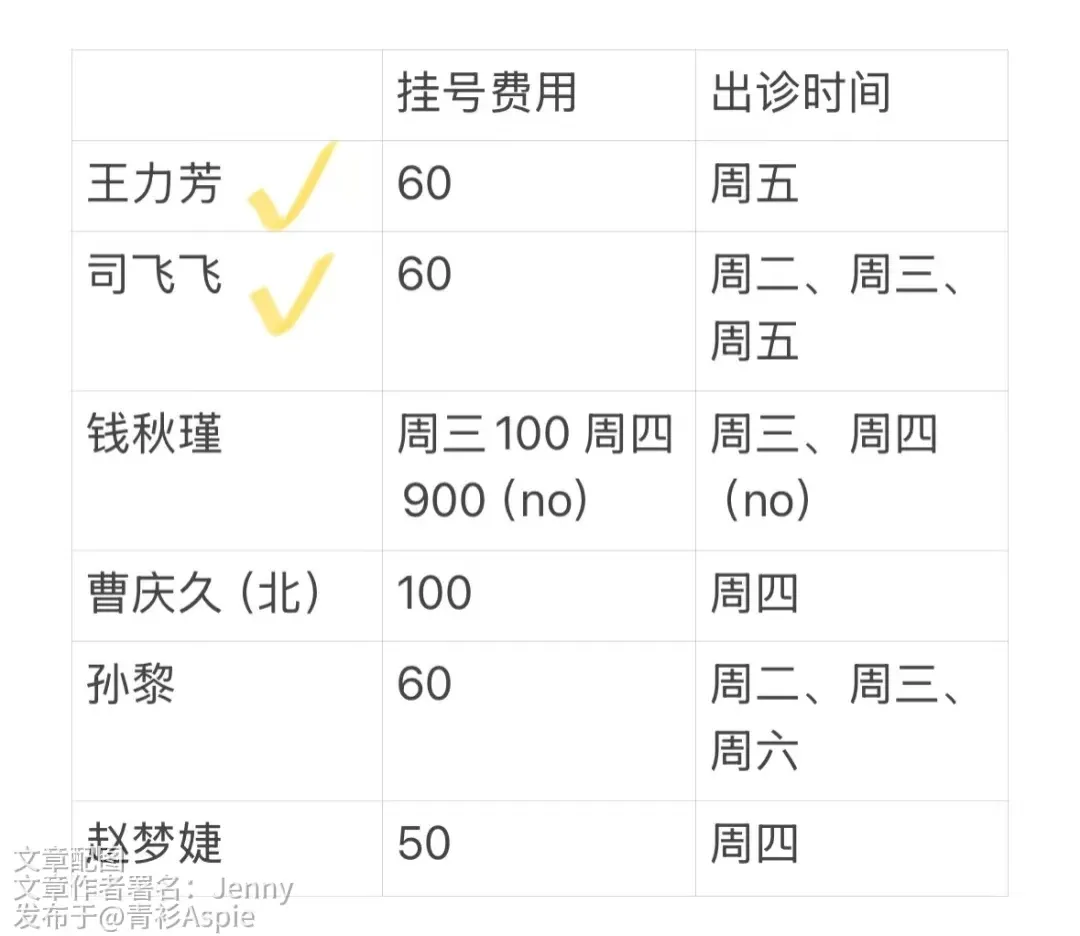 挂号费用 出诊时间
王力芳 60 周五
司飞飞 60 周二、周三、
周五
钱秋瑾 周三100 周四 周三、周四
900 (no) (no)
曹庆久（北） 100 周四
孙黎 60 周二、周三、
周六
赵梦婕 50 周四
文章配图
文章作者署名：Jenny
发布于@青衫Aspie